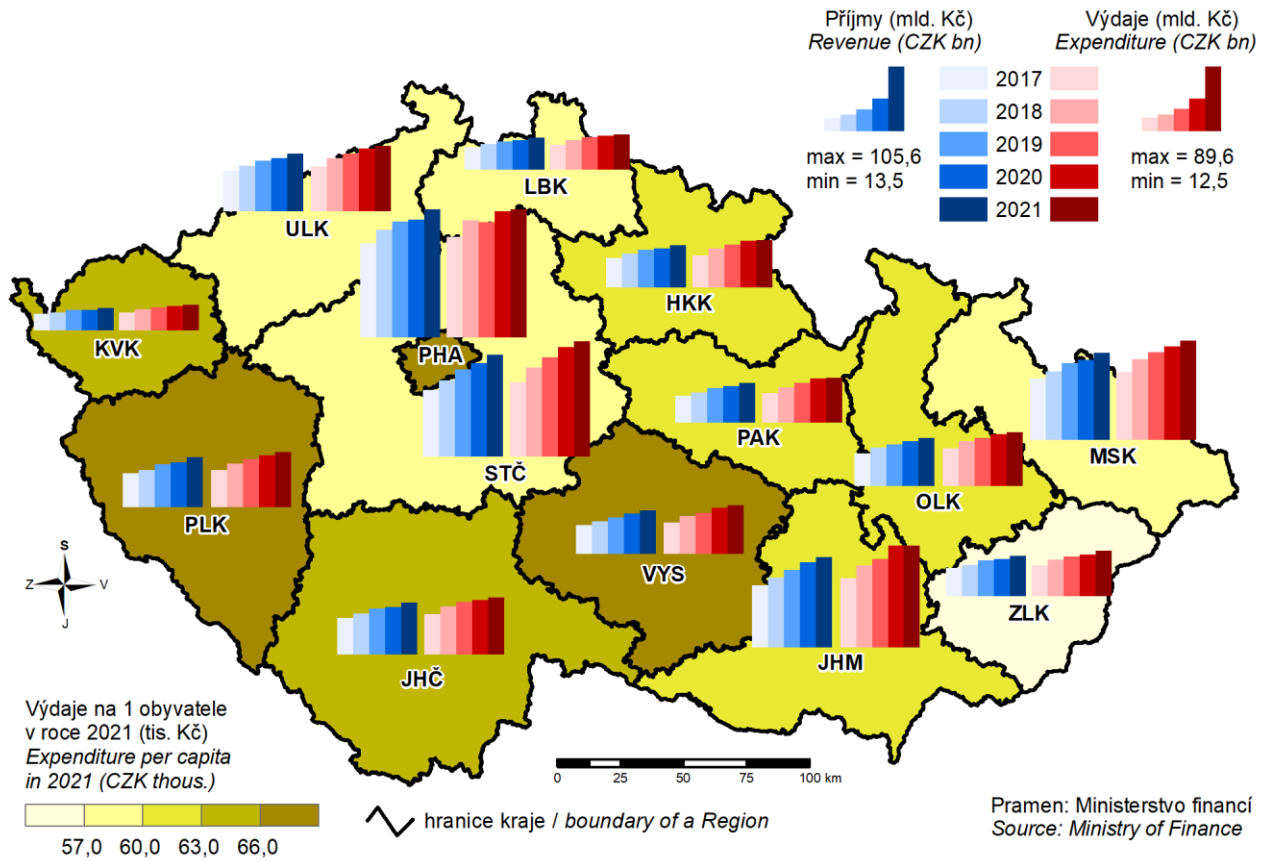 Příjmy (mld. Kč)
Revenue (CZK bn)
Výdaje (mld. Kč)
Expenditure (CZK bn)
2017
2018
2019
2020
2021
max = 105,6
min = 13,5
max = 89,6
min = 12,5
LBK
ULK
HKK
KVK
PHA
PAK
MSK
STČ
OLK
PLK
VYS
ZLK
JHM
JHČ
S
Z
V
J
Výdaje na 1 obyvatele
v roce 2021 (tis. Kč)
Expenditure per capita
in 2021 (CZK thous.)
57,0 60,0 63,0 66,0
0 25 50 75 100 km
hranice kraje / boundary of a Region
Pramen: Ministerstvo financí
Source: Ministry of Finance